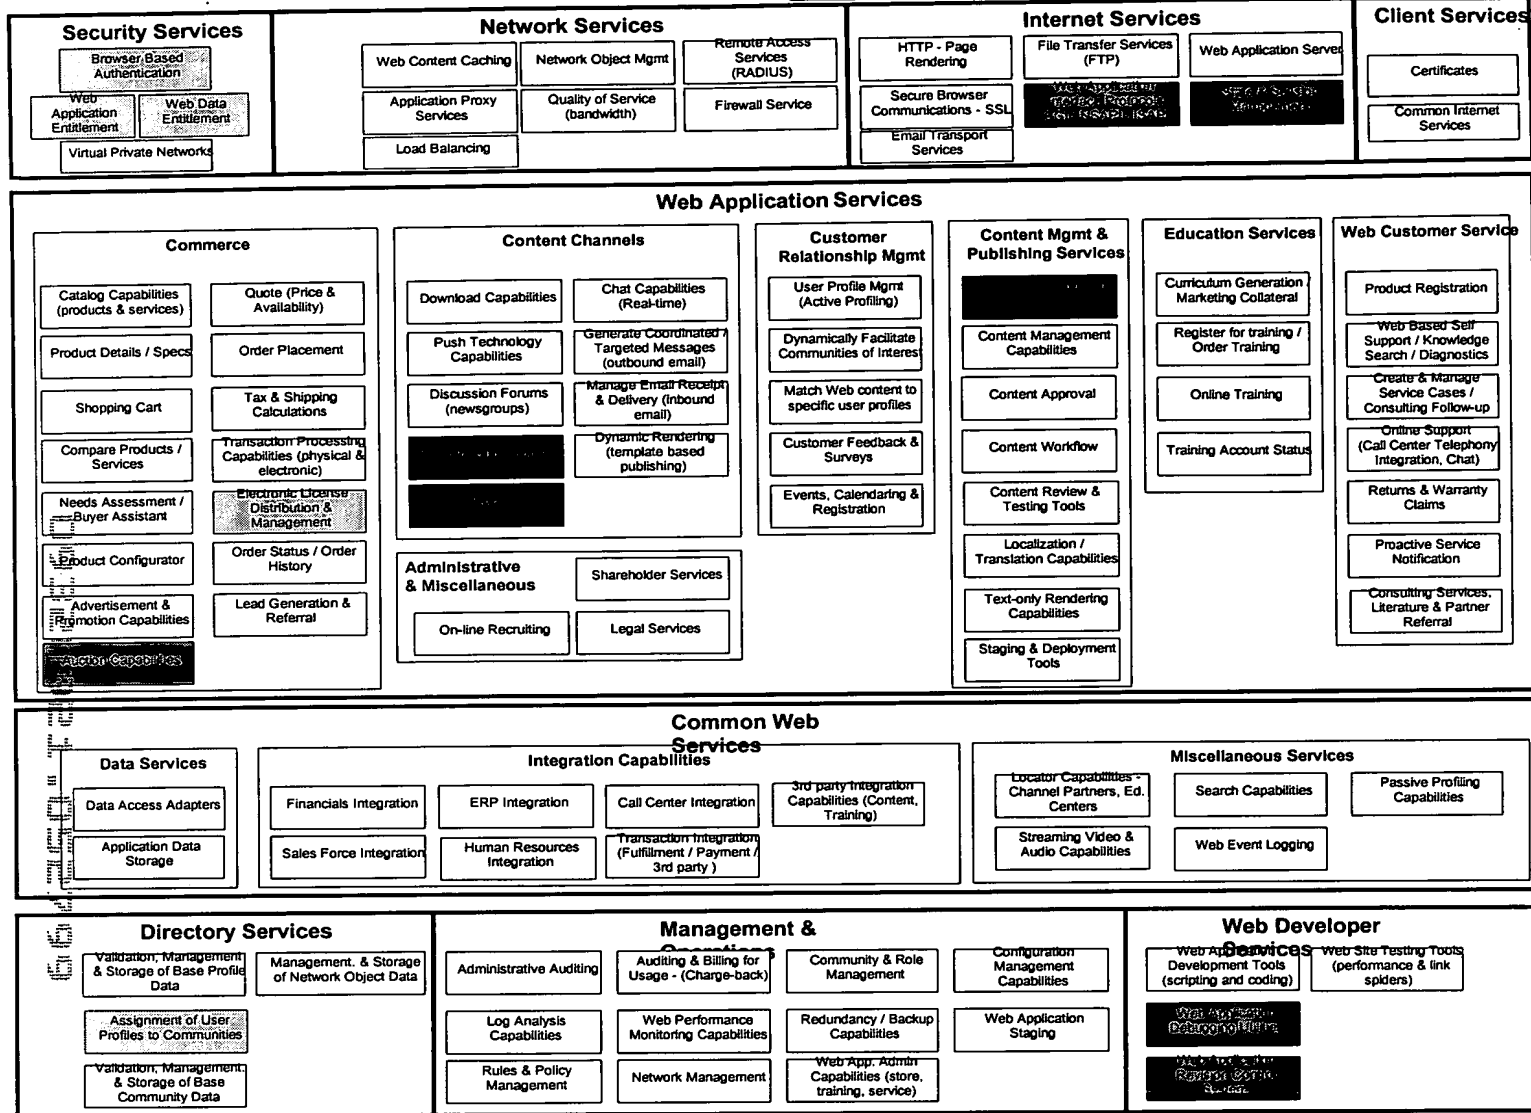 Security Services
Browser Based
Authentication
Web
Application
Entitlement
Web Data
Entitlement
Virtual Private Networks
Network Services
Web Content Caching
Network Object Mgmt
Remote Access
Services
(RADIUS)
Application Proxy
Services
Quality of Service
(bandwidth)
Firewall Service
Load Balancing
Internet Services
HTTP - Page
Rendering
File Transfer Services
(FTP)
Web Application Server
Secure Browser
Communications - SSL
Web Application
Email Transport
Services
Client Services
Certificates
Common Internet
Services
Web Application Services
Commerce
Catalog Capabilities
(products & services)
Quote (Price &
Availability)
Product Details / Specs
Order Placement
Shopping Cart
Tax & Shipping
Calculations
Compare Products /
Services
Transaction Processing
Capabilities (physical &
electronic)
Needs Assessment /
Buyer Assistant
Electronic License
Distribution &
Management
Product Configurator
Order Status / Order
History
Advertisement &
Promotion Capabilities
Lead Generation &
Referral
Auction Capabilities
Content Channels
Download Capabilities
Chat Capabilities
(Real-time)
Push Technology
Capabilities
Generate Coordinated /
Targeted Messages
(outbound email)
Discussion Forums
(newsgroups)
Manage Email Receipt
& Delivery (inbound
email)
Dynamic Rendering
(template based
publishing)
Administrative
& Miscellaneous
Shareholder Services
On-line Recruiting
Legal Services
Customer
Relationship Mgmt
User Profile Mgmt
(Active Profiling)
Dynamically Facilitate
Communities of Interest
Match Web content to
specific user profiles
Customer Feedback &
Surveys
Events, Calendaring &
Registration
Content Mgmt &
Publishing Services
Content Management
Capabilities
Content Approval
Content Workflow
Content Review &
Testing Tools
Localization /
Translation Capabilities
Text-only Rendering
Capabilities
Staging & Deployment
Tools
Education Services
Curriculum Generation /
Marketing Collateral
Register for training /
Order Training
Online Training
Training Account Status
Web Customer Service
Product Registration
Web Based Self
Support / Knowledge
Search / Diagnostics
Create & Manage
Service Cases /
Consulting Follow-up
Online Support
(Call Center Telephony
Integration, Chat)
Returns & Warranty
Claims
Proactive Service
Notification
Consulting Services,
Literature & Partner
Referral
Common Web
Services
Data Services
Data Access Adapters
Application Data
Storage
Integration Capabilities
Financials Integration
ERP Integration
Call Center Integration
3rd party Integration
Capabilities (Content,
Training)
Sales Force Integration
Human Resources
Integration
Transaction Integration
(Fulfillment / Payment /
3rd party )
Miscellaneous Services
Locator Capabilities -
Channel Partners, Ed.
Centers
Search Capabilities
Passive Profiling
Capabilities
Streaming Video &
Audio Capabilities
Web Event Logging
Directory Services
Validation, Management
& Storage of Base Profile
Data
Management. & Storage
of Network Object Data
Assignment of User
Profiles to Communities
Validation, Management.
& Storage of Base
Community Data
Management &
Operations
Administrative Auditing
Auditing & Billing for
Usage - (Charge-back)
Community & Role
Management
Configuration
Management
Capabilities
Log Analysis
Capabilities
Web Performance
Monitoring Capabilities
Redundancy / Backup
Capabilities
Web Application
Staging
Rules & Policy
Management
Network Management
Web App. Admin
Capabilities (store,
training, service)
Web Developer
Services
Web Application
Development Tools
(scripting and coding)
Web Site Testing Tools
(performance & link
spiders)
Web Application
Debugging Utilities
Web Application
Revision Control